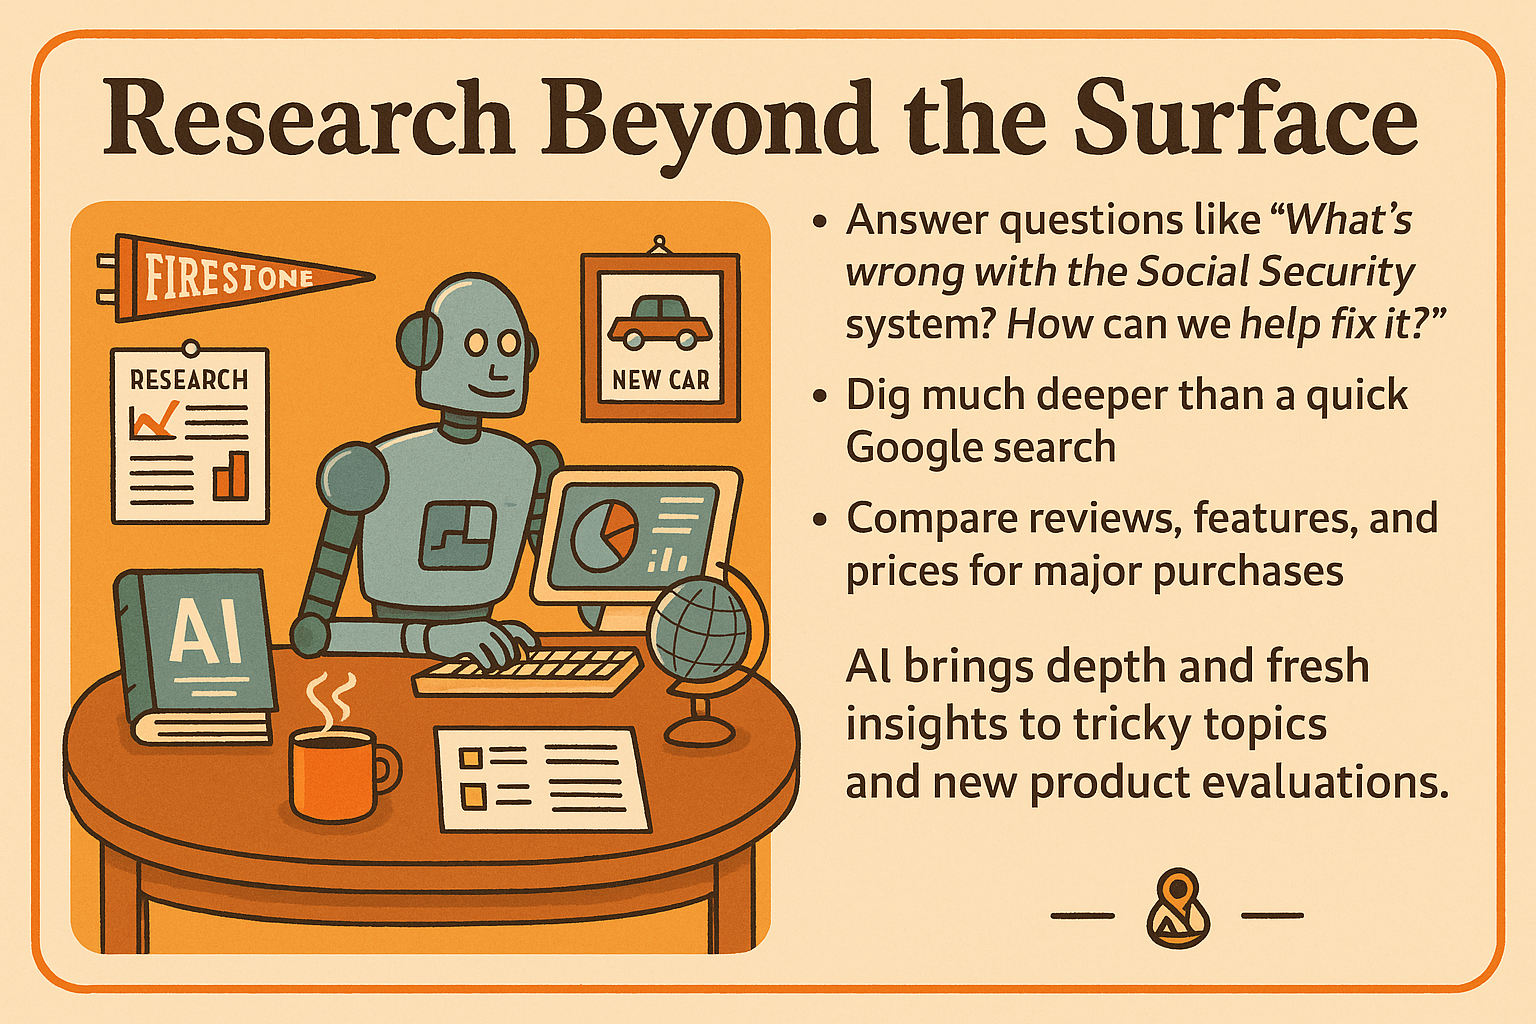 Research Beyond the Surface
FIRESTONE
RESEARCH
NEW CAR
AI
• Answer questions like “What’s
wrong with the Social Security
system? How can we help fix it?”
• Dig much deeper than a quick
Google search
• Compare reviews, features, and
prices for major purchases
AI brings depth and fresh
insights to tricky topics
and new product evaluations.